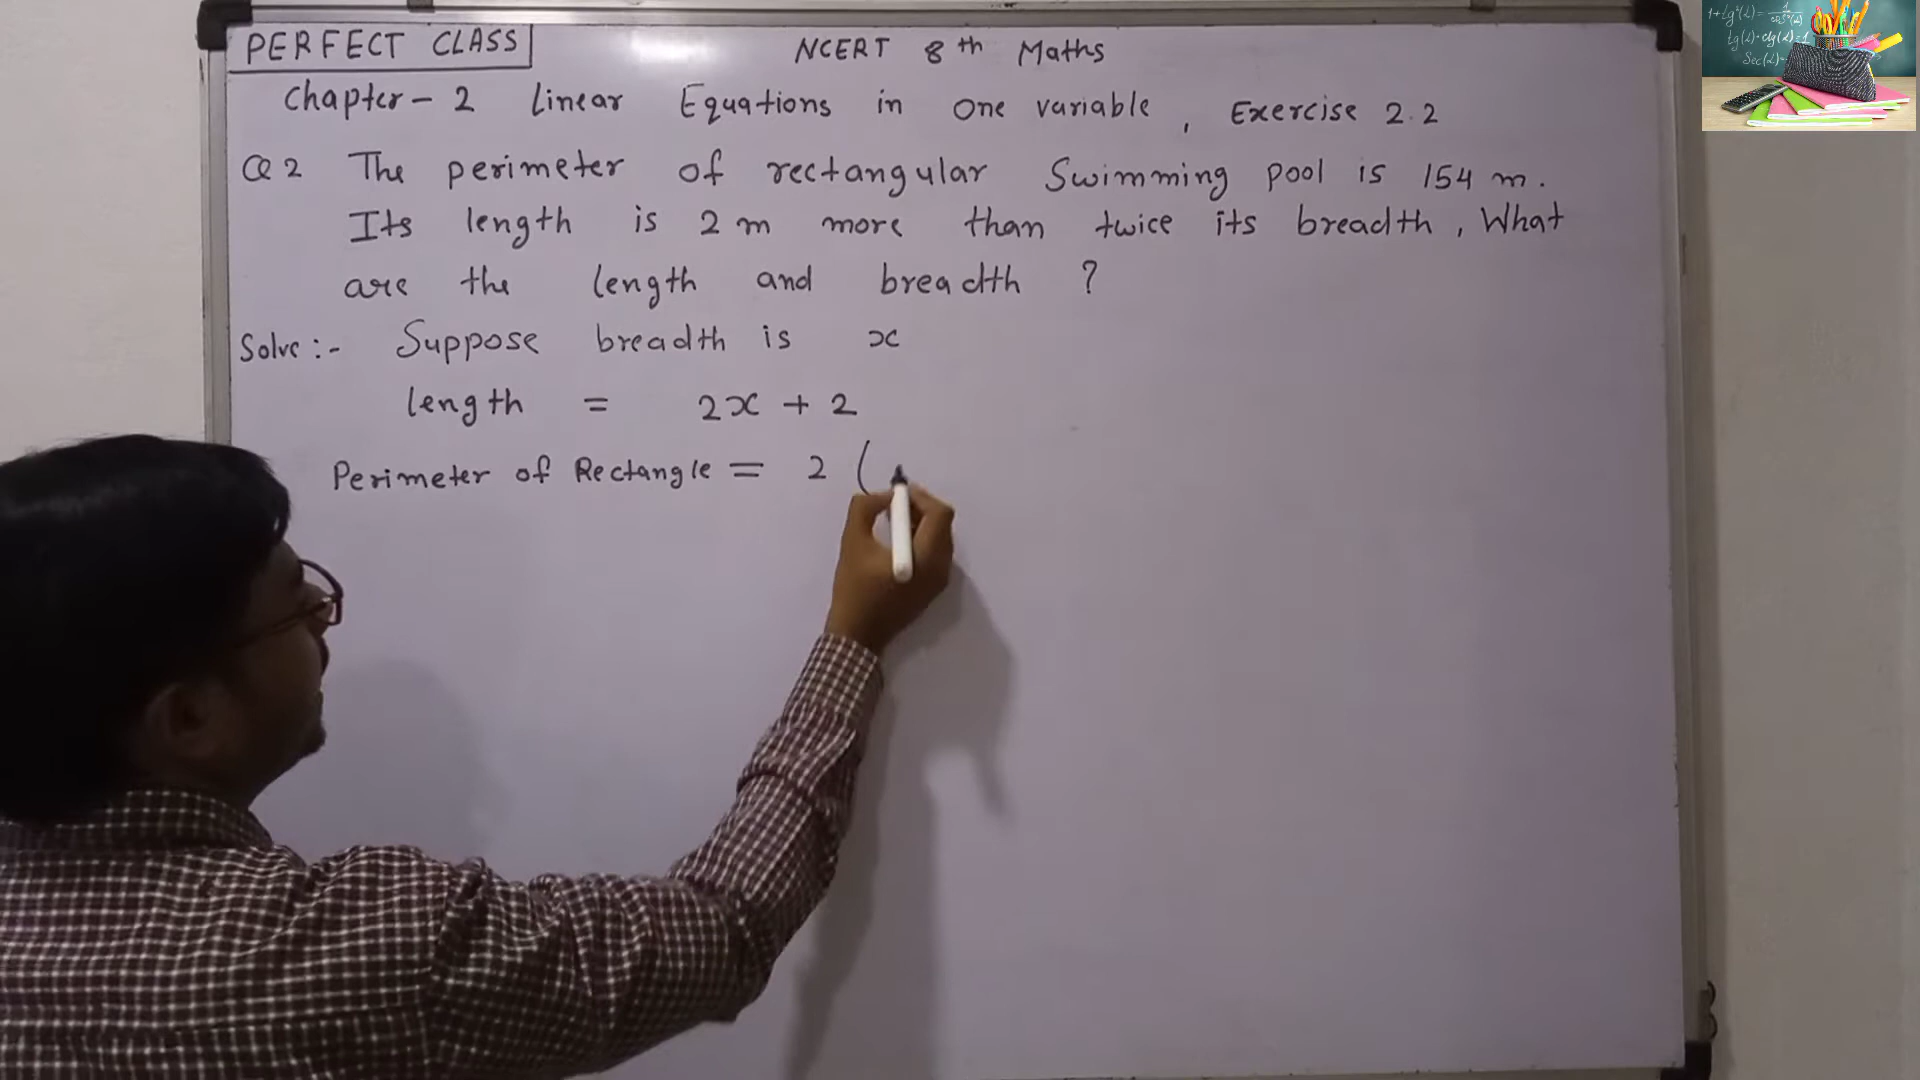 PERFECT CLASS
NCERT 8th Maths
Chapter - 2 Linear Equations in One variable, Exercise 2.2
Q2 The perimeter of rectangular Swimming pool is 154 m.
Its length is 2 m more than twice its breadth, What
are the length and breadth ?
Solve :- Suppose breadth is x
length = 2x + 2
Perimeter of Rectangle = 2 (